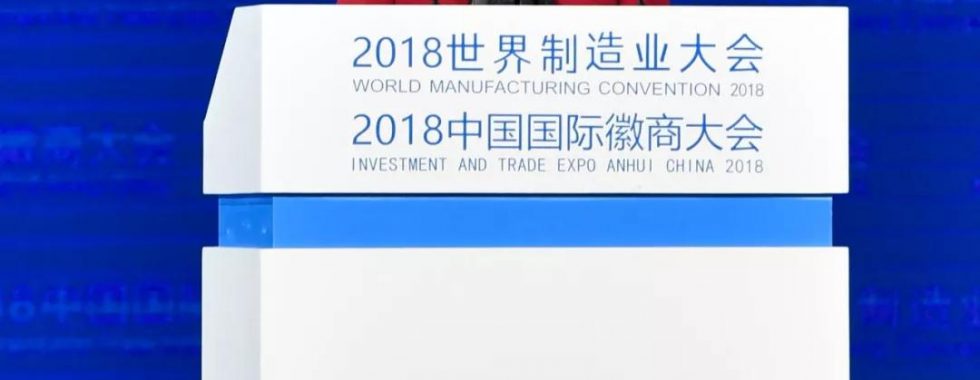 2018世界制造业大会
WORLD MANUFACTURING CONVENTION 2018
2018中国国际徽商大会
INVESTMENT AND TRADE EXPO ANHUI CHINA 2018